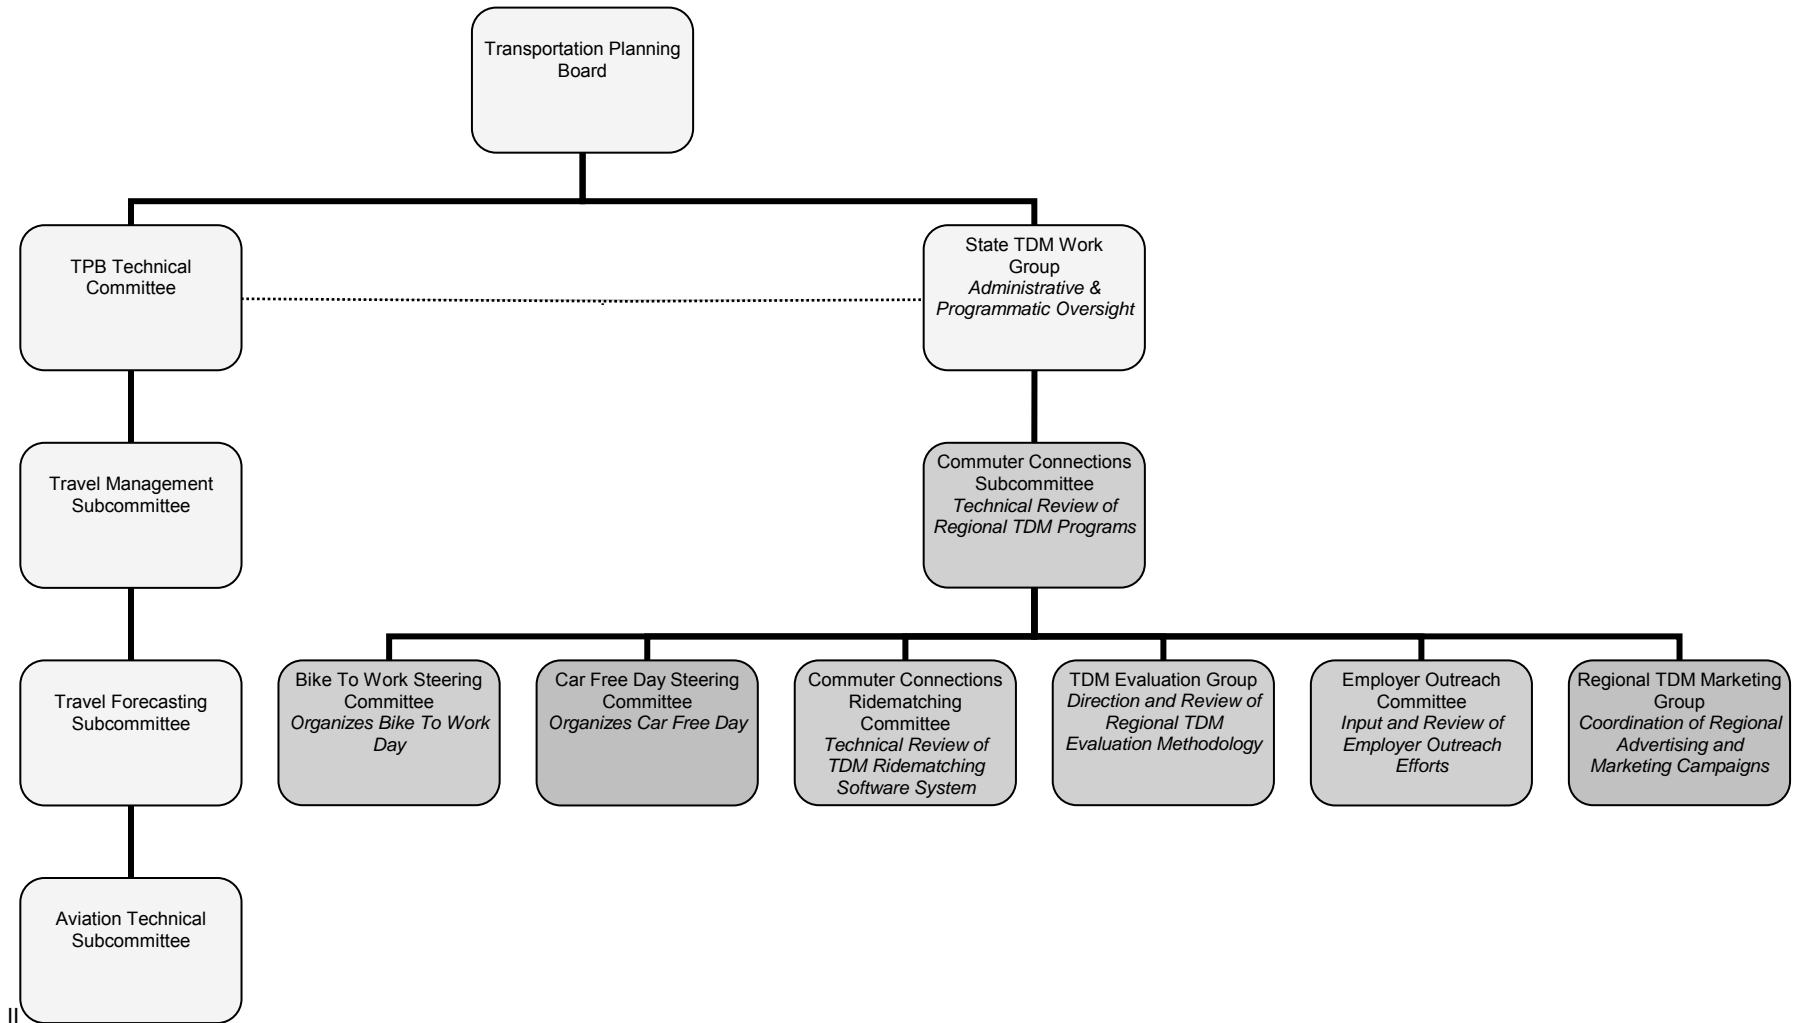 Transportation Planning
Board
TPB Technical
Committee
State TDM Work
Group
Administrative &
Programmatic Oversight
Travel Management
Subcommittee
Commuter Connections
Subcommittee
Technical Review of
Regional TDM Programs
Travel Forecasting
Subcommittee
Bike To Work Steering
Committee
Organizes Bike To Work
Day
Car Free Day Steering
Committee
Organizes Car Free Day
Commuter Connections
Ridematching
Committee
Technical Review of
TDM Ridematching
Software System
TDM Evaluation Group
Direction and Review of
Regional TDM
Evaluation Methodology
Employer Outreach
Committee
Input and Review of
Employer Outreach
Efforts
Regional TDM Marketing
Group
Coordination of Regional
Advertising and
Marketing Campaigns
Aviation Technical
Subcommittee
II